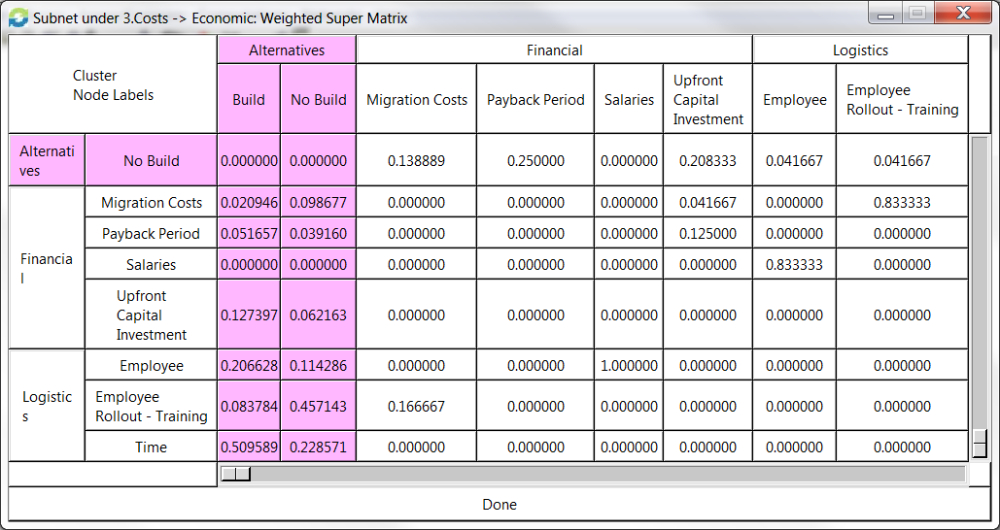 Subnet under 3.Costs -> Economic: Weighted Super Matrix
Cluster
Node Labels
Alternatives Financial Logistics
Build No Build Migration Costs Payback Period Salaries Upfront
Capital
Investment Employee Employee
Rollout - Training
Alternati
ves No Build 0.000000 0.000000 0.138889 0.250000 0.000000 0.208333 0.041667 0.041667
Financia
l Migration Costs 0.020946 0.098677 0.000000 0.000000 0.000000 0.041667 0.000000 0.833333
Payback Period 0.051657 0.039160 0.000000 0.000000 0.000000 0.125000 0.000000 0.000000
Salaries 0.000000 0.000000 0.000000 0.000000 0.000000 0.000000 0.833333 0.000000
Upfront
Capital
Investment 0.127397 0.062163 0.000000 0.000000 0.000000 0.000000 0.000000 0.000000
Logistic
s Employee 0.206628 0.114286 0.000000 0.000000 1.000000 0.000000 0.000000 0.000000
Employee
Rollout - Training 0.083784 0.457143 0.166667 0.000000 0.000000 0.000000 0.000000 0.000000
Time 0.509589 0.228571 0.000000 0.000000 0.000000 0.000000 0.000000 0.000000
Done